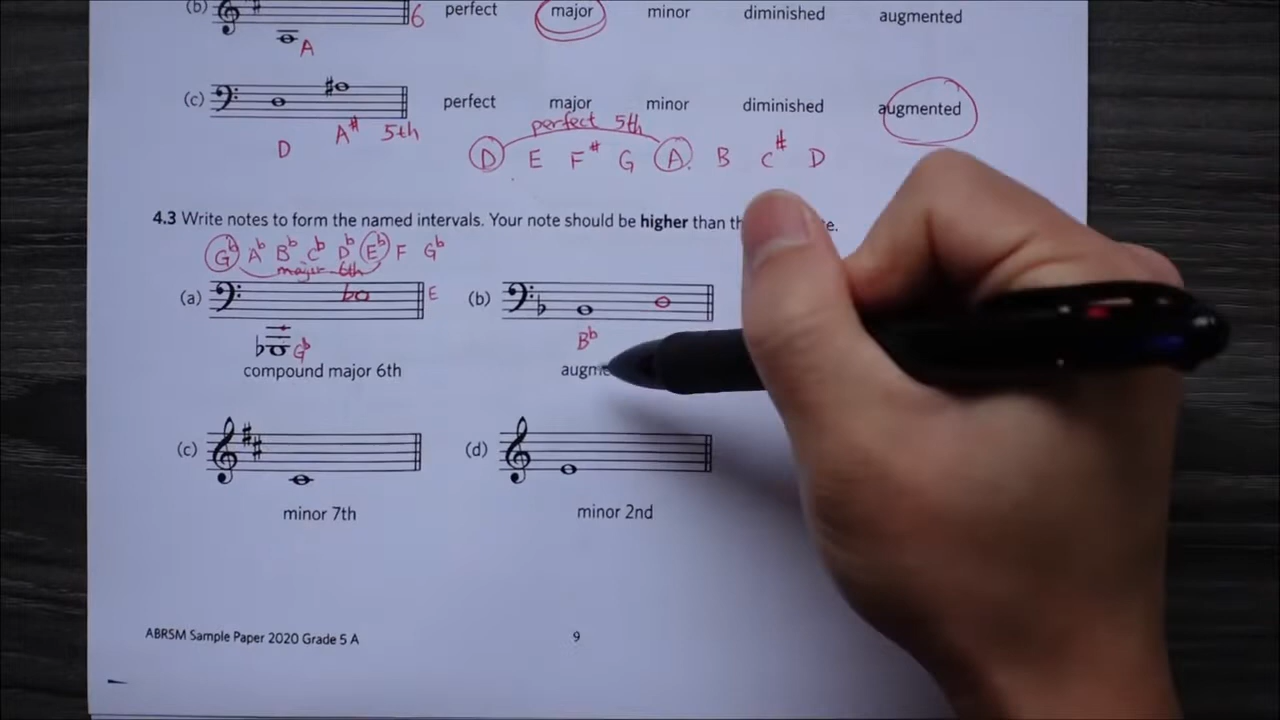 (b) 6 perfect major minor diminished augmented
A
(c) perfect major minor diminished augmented
D A# 5th perfect 5th
D E F# G A B C# D
4.3 Write notes to form the named intervals. Your note should be higher than
G♭ A♭ B♭ C♭ D♭ E♭ F G♭
major 6th
(a) E (b)
G♭ B♭
compound major 6th
(c) (d)
minor 7th minor 2nd
ABRSM Sample Paper 2020 Grade 5 A 9